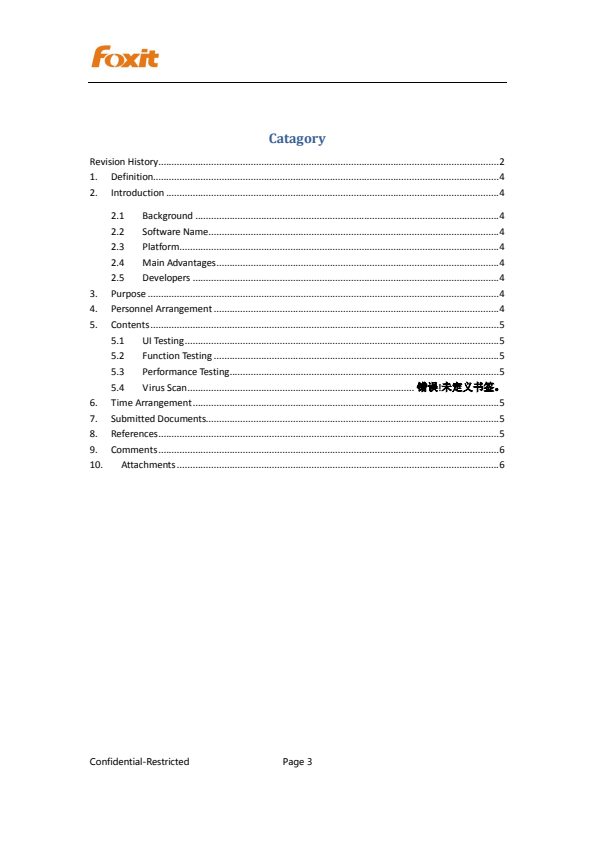 Foxit
Catagory
Revision History........................................................................................................2
1. Definition........................................................................................................4
2. Introduction........................................................................................................4
2.1 Background........................................................................................................4
2.2 Software Name........................................................................................................4
2.3 Platform........................................................................................................4
2.4 Main Advantages........................................................................................................4
2.5 Developers........................................................................................................4
3. Purpose........................................................................................................4
4. Personnel Arrangement........................................................................................................4
5. Contents........................................................................................................5
5.1 UI Testing........................................................................................................5
5.2 Function Testing........................................................................................................5
5.3 Performance Testing........................................................................................................5
5.4 Virus Scan........................................................................................错误!未定义书签。
6. Time Arrangement........................................................................................................5
7. Submitted Documents........................................................................................................5
8. References........................................................................................................5
9. Comments........................................................................................................6
10. Attachments........................................................................................................6
Confidential-Restricted Page 3